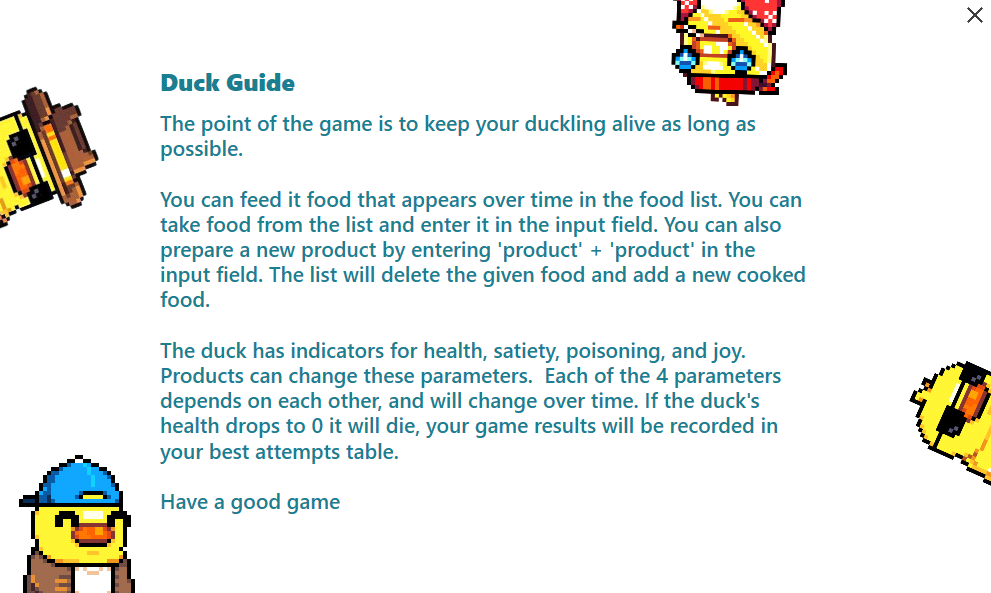 Duck Guide
The point of the game is to keep your duckling alive as long as
possible.
You can feed it food that appears over time in the food list. You can
take food from the list and enter it in the input field. You can also
prepare a new product by entering 'product' + 'product' in the
input field. The list will delete the given food and add a new cooked
food.
The duck has indicators for health, satiety, poisoning, and joy.
Products can change these parameters.  Each of the 4 parameters
depends on each other, and will change over time. If the duck's
health drops to 0 it will die, your game results will be recorded in
your best attempts table.
Have a good game